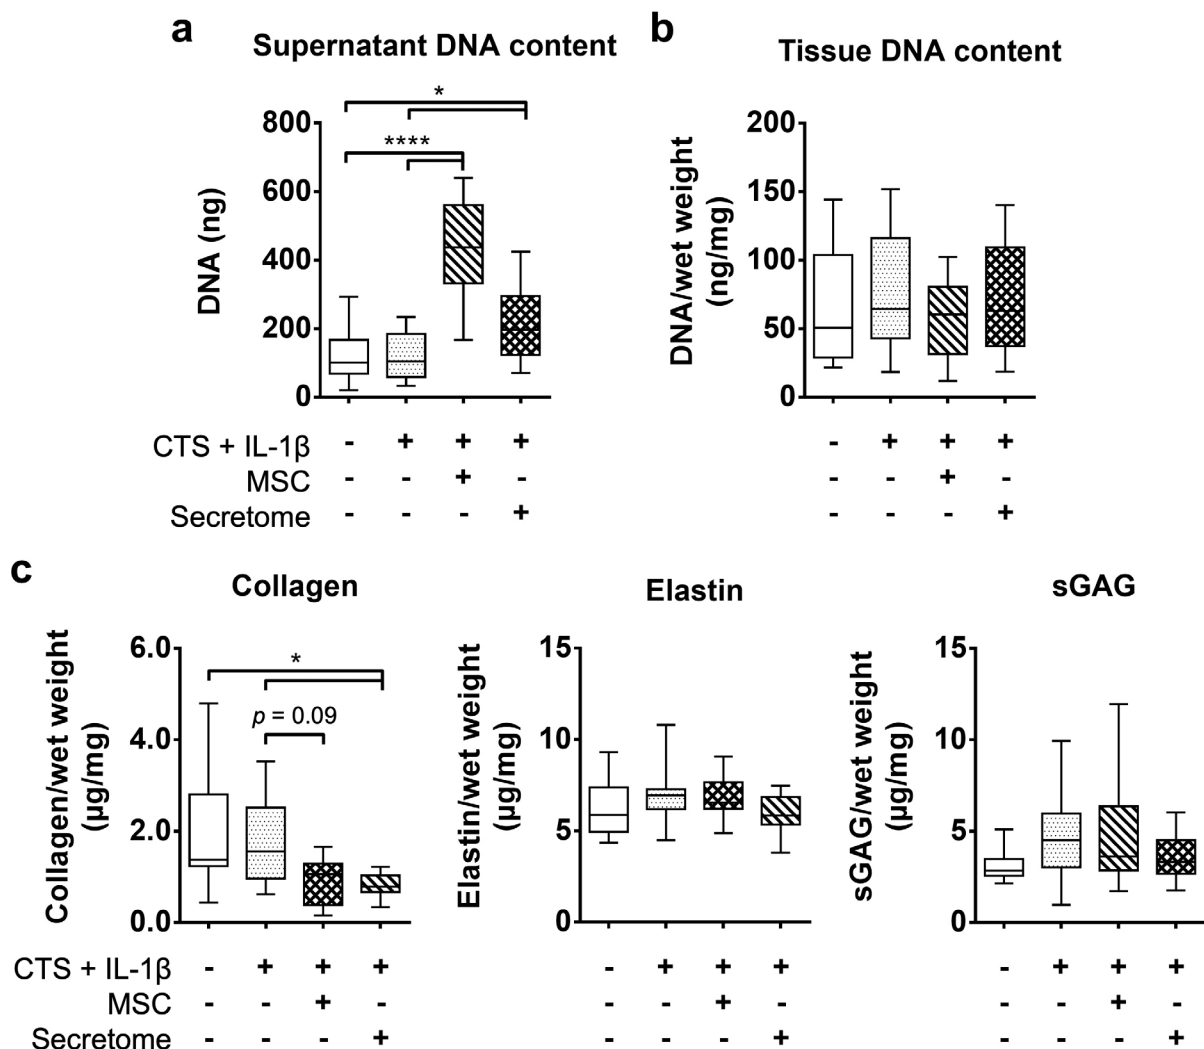 a
Supernatant DNA content
DNA (ng)
800
600
400
200
0
*
****
CTS + IL-1β - + + +
MSC - - + -
Secretome - - - +
b
Tissue DNA content
DNA/wet weight
(ng/mg)
200
150
100
50
0
- + + +
- - + -
- - - +
c
Collagen
Collagen/wet weight
(µg/mg)
6.0
4.0
2.0
0.0
*
p = 0.09
CTS + IL-1β - + + +
MSC - - + -
Secretome - - - +
Elastin
Elastin/wet weight
(µg/mg)
15
10
5
0
- + + +
- - + -
- - - +
sGAG
sGAG/wet weight
(µg/mg)
15
10
5
0
- + + +
- - + -
- - - +